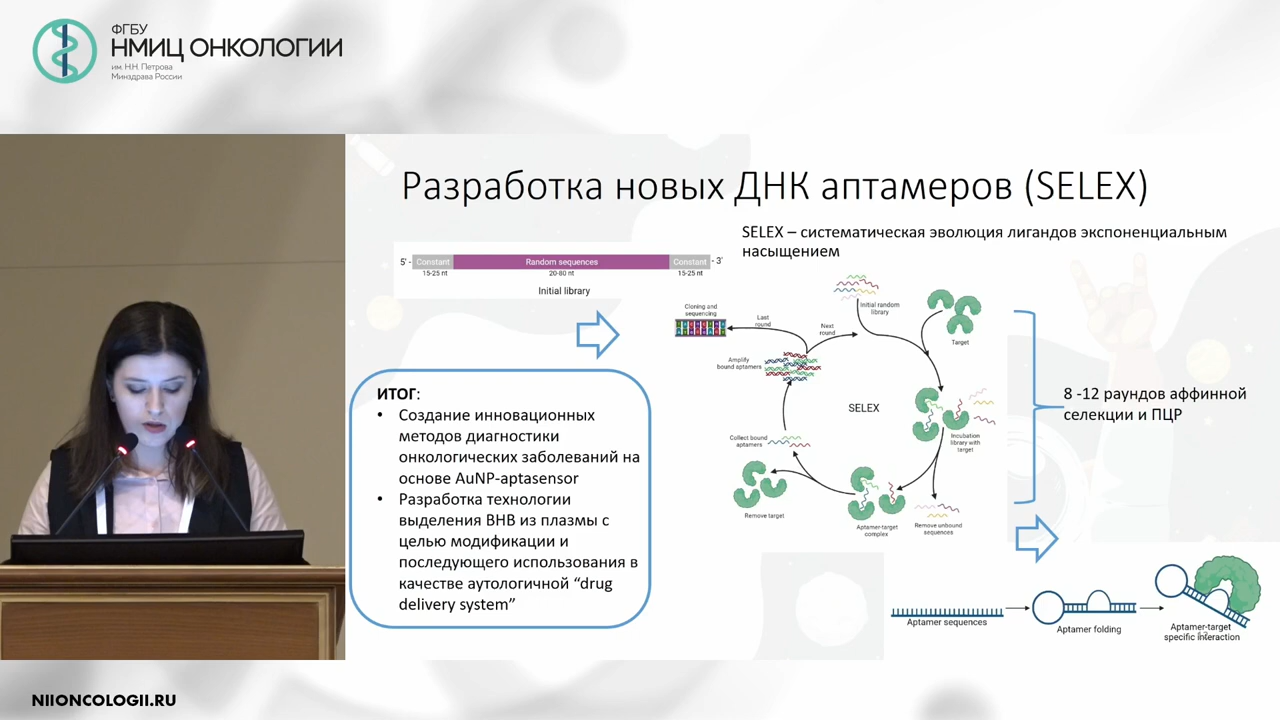 ФГБУ
НМИЦ ОНКОЛОГИИ
им. Н.Н. Петрова
Минздрава России
Разработка новых ДНК аптамеров (SELEX)
SELEX – систематическая эволюция лигандов экспоненциальным
насыщением
5' - Constant Random sequences Constant - 3'
15-25 nt 20-80 nt 15-25 nt
Initial library
ИТОГ:
• Создание инновационных
методов диагностики
онкологических заболеваний на
основе AuNP-aptasensor
• Разработка технологии
выделения ВНВ из плазмы с
целью модификации и
последующего использования в
качестве аутологичной “drug
delivery system”
Initial random
library
Target
Cloning and
sequencing
Last
round
Next
round
Amplify
bound aptamers
SELEX
Incubation
library with
target
Collect bound
aptamers
Remove target
Aptamer-target
complex
Remove unbound
sequences
8 -12 раундов аффинной
селекции и ПЦР
Aptamer sequences
Aptamer folding
Aptamer-target
specific interaction
NIIONCOLOGII.RU